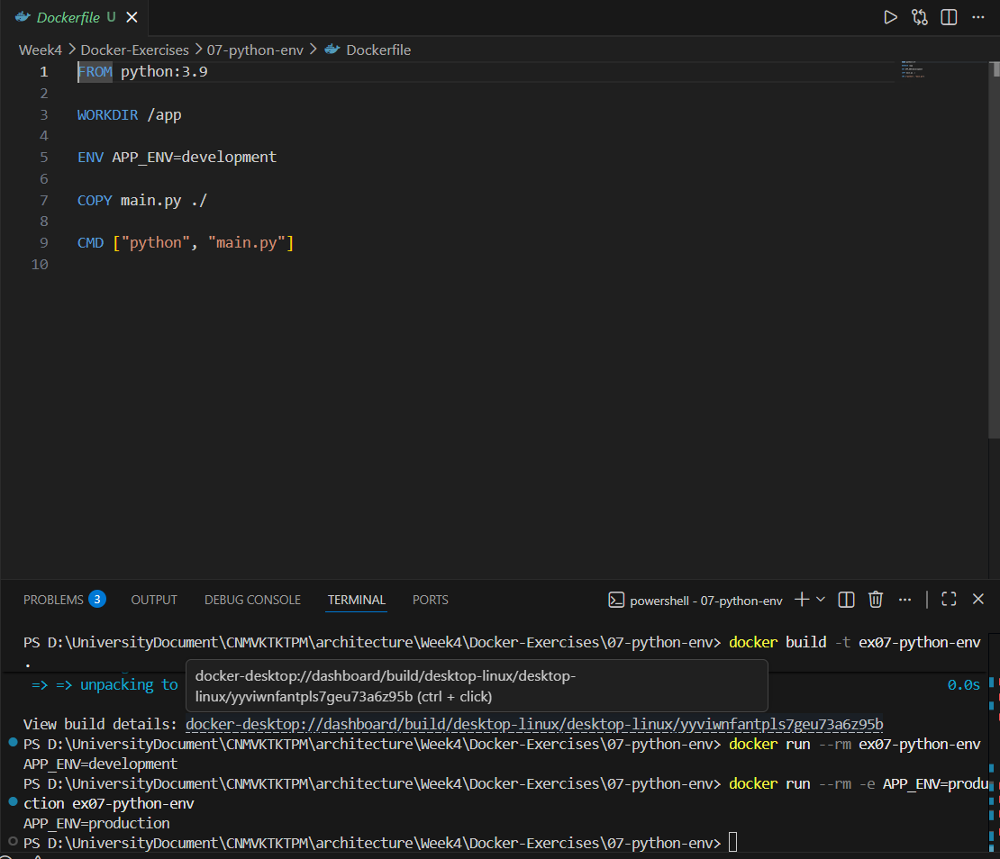 Dockerfile U
Week4 > Docker-Exercises > 07-python-env > Dockerfile
1 FROM python:3.9
2
3 WORKDIR /app
4
5 ENV APP_ENV=development
6
7 COPY main.py ./
8
9 CMD ["python", "main.py"]
10
PROBLEMS 3 OUTPUT DEBUG CONSOLE TERMINAL PORTS powershell - 07-python-env
PS D:\UniversityDocument\CNMVKTKTPM\architecture\Week4\Docker-Exercises\07-python-env> docker build -t ex07-python-env
.
docker-desktop://dashboard/build/desktop-linux/desktop-
linux/yyviwnfantpls7geu73a6z95b (ctrl + click)
=> => unpacking to 0.0s
View build details: docker-desktop://dashboard/build/desktop-linux/desktop-linux/yyviwnfantpls7geu73a6z95b
PS D:\UniversityDocument\CNMVKTKTPM\architecture\Week4\Docker-Exercises\07-python-env> docker run --rm ex07-python-env
APP_ENV=development
PS D:\UniversityDocument\CNMVKTKTPM\architecture\Week4\Docker-Exercises\07-python-env> docker run --rm -e APP_ENV=produ
ction ex07-python-env
APP_ENV=production
PS D:\UniversityDocument\CNMVKTKTPM\architecture\Week4\Docker-Exercises\07-python-env>